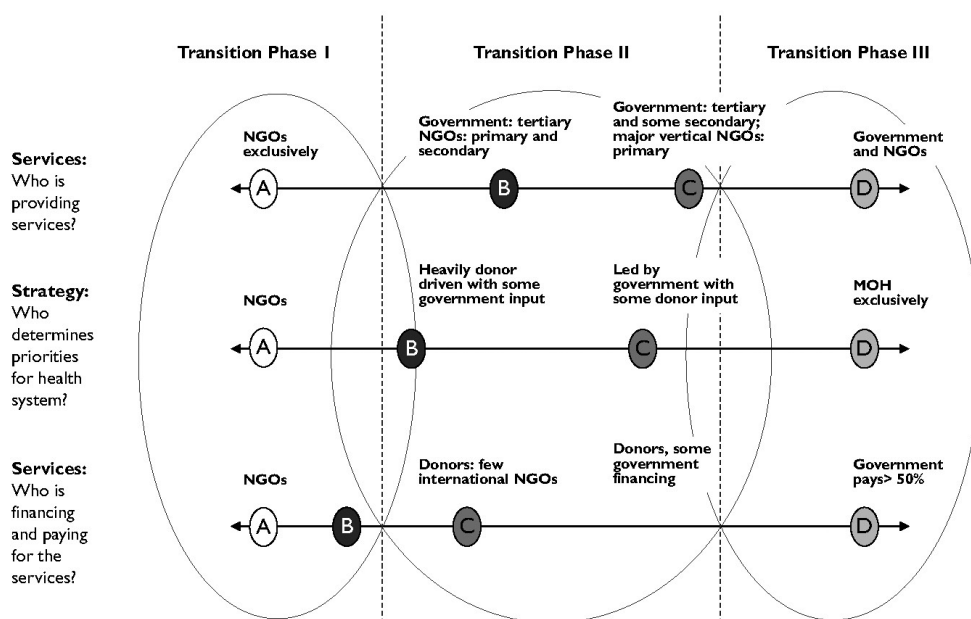 Transition Phase I
Transition Phase II
Transition Phase III
Services:
Who is
providing
services?
NGOs
exclusively
Government: tertiary
NGOs: primary and
secondary
Government: tertiary
and some secondary;
major vertical NGOs:
primary
Government
and NGOs
A
B
C
D
Strategy:
Who
determines
priorities
for health
system?
NGOs
Heavily donor
driven with some
government input
Led by
government with
some donor input
MOH
exclusively
A
B
C
D
Services:
Who is
financing
and paying
for the
services?
NGOs
Donors: few
international NGOs
Donors, some
government
financing
Government
pays> 50%
A
B
C
D